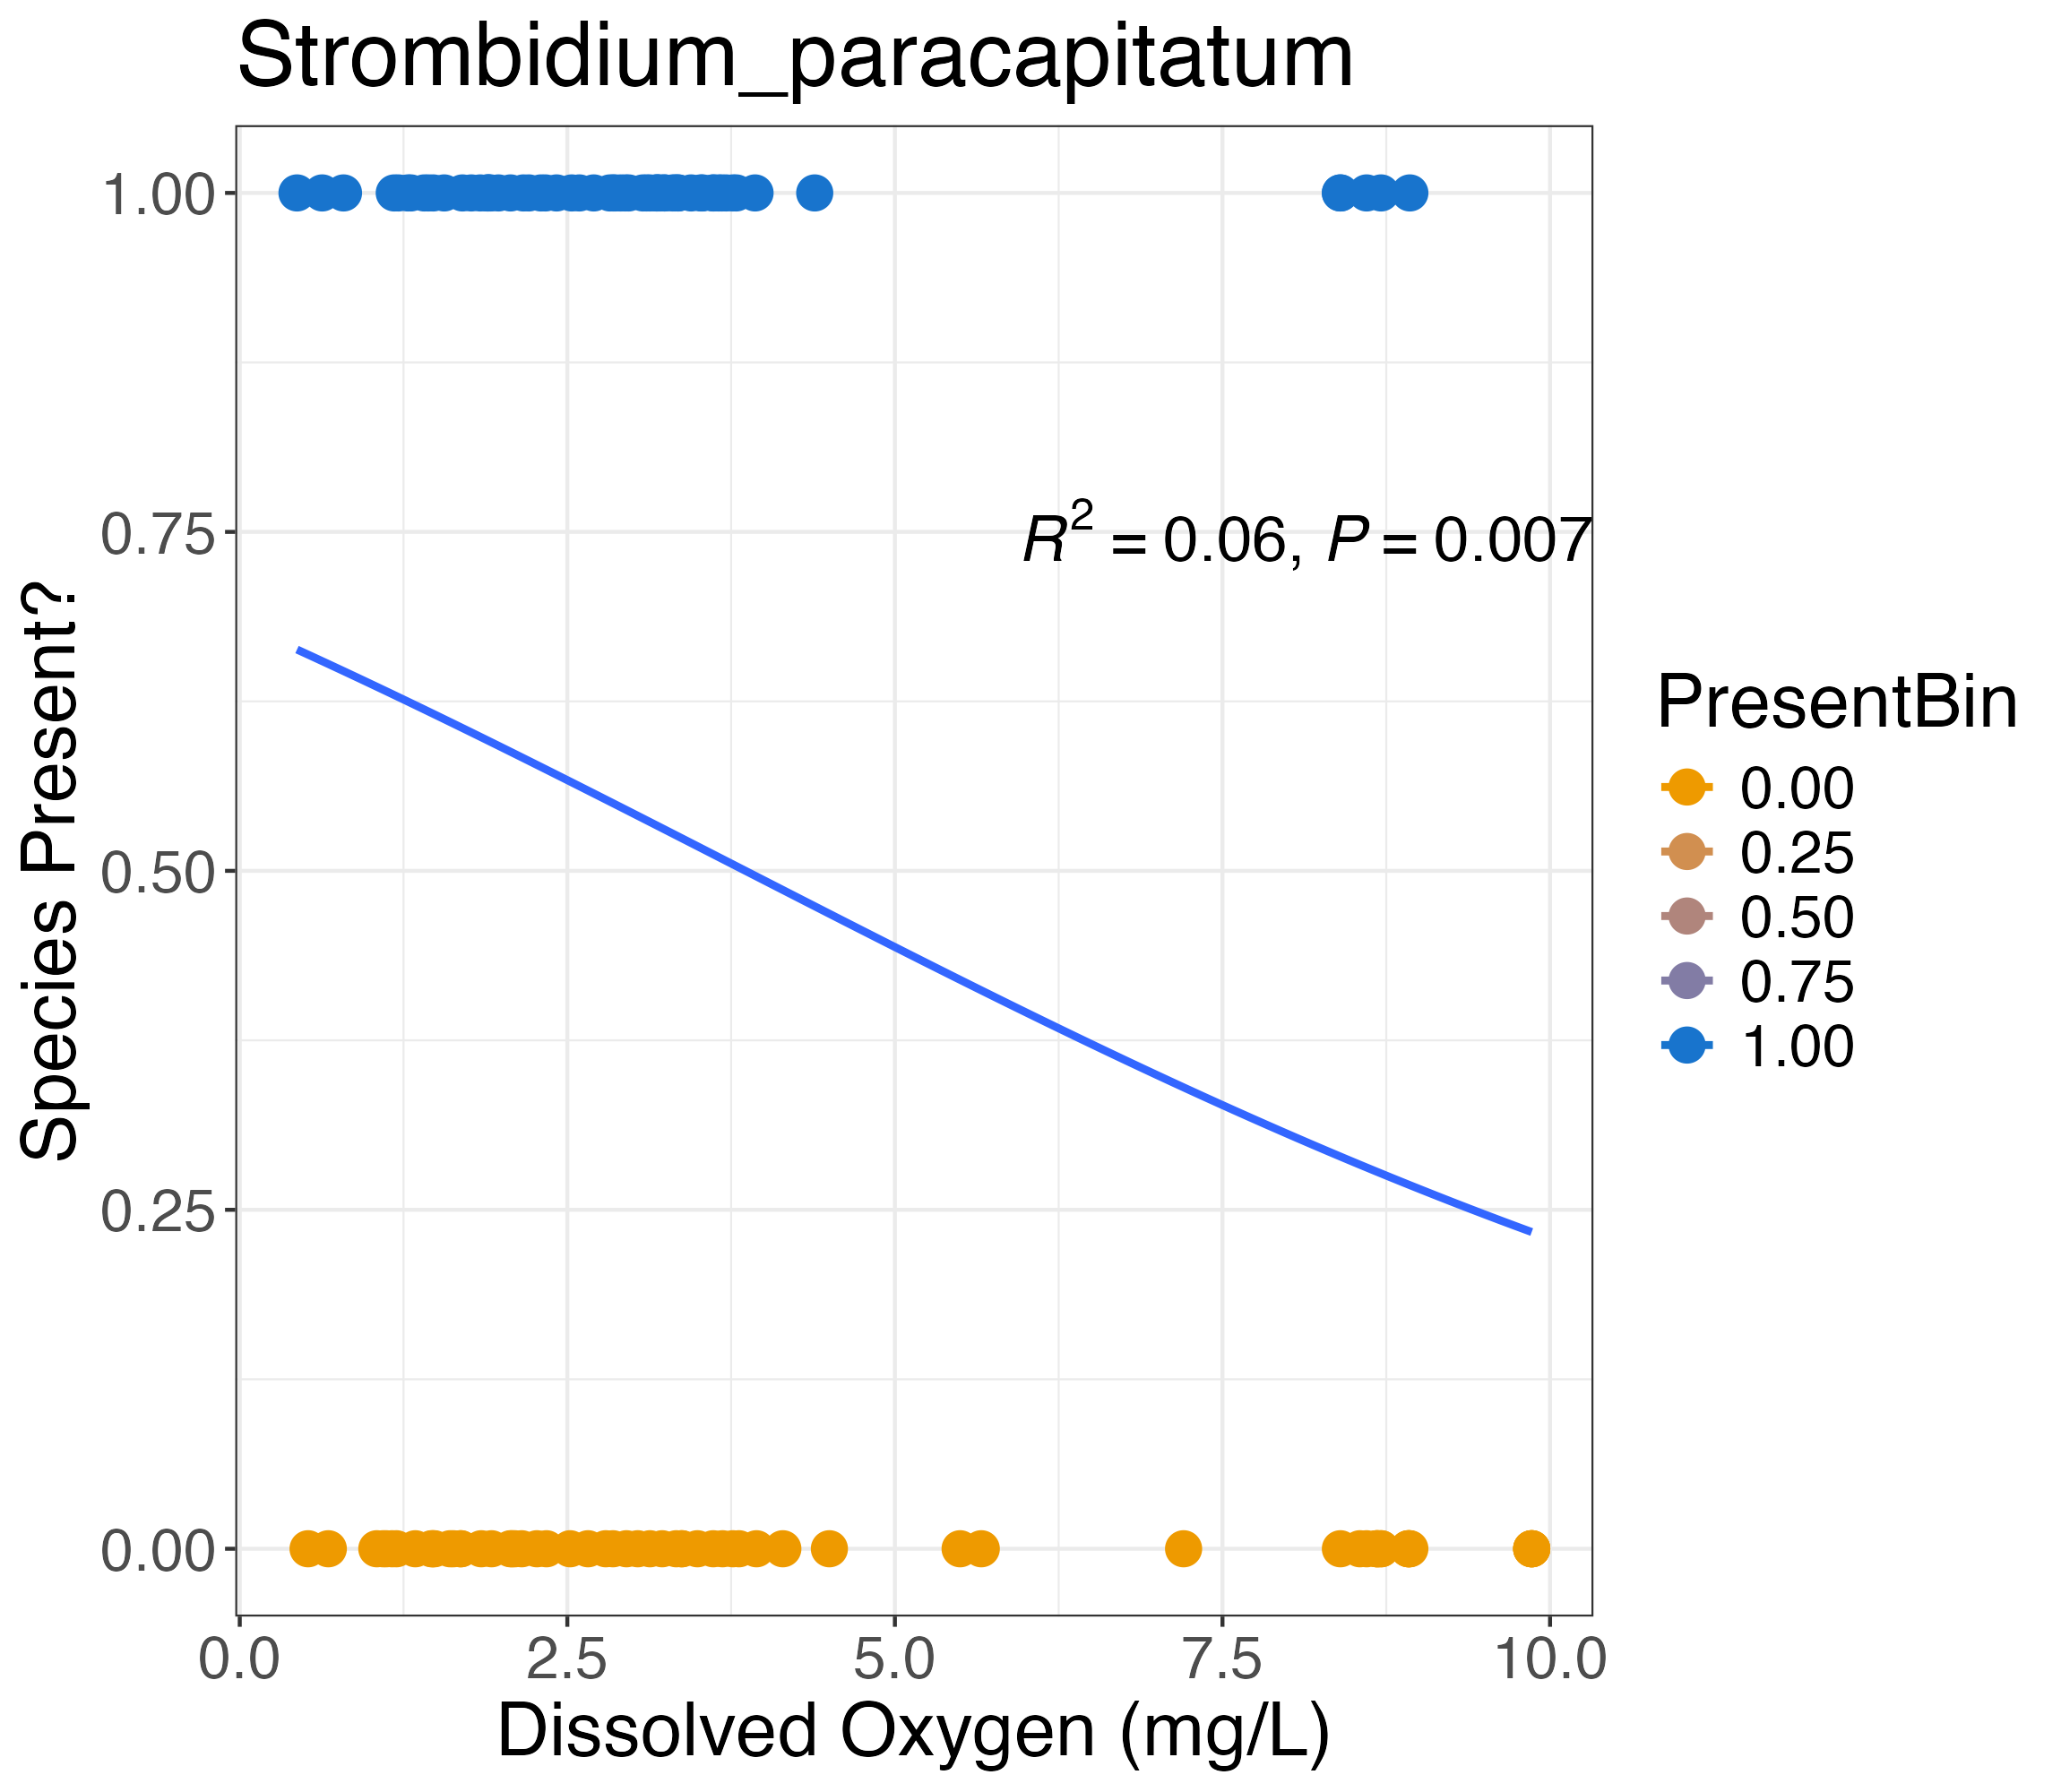 Strombidium_paracapitatum
1.00
0.75
0.50
0.25
0.00
Species Present?
R² = 0.06, P = 0.007
0.0 2.5 5.0 7.5 10.0
Dissolved Oxygen (mg/L)
PresentBin
0.00
0.25
0.50
0.75
1.00